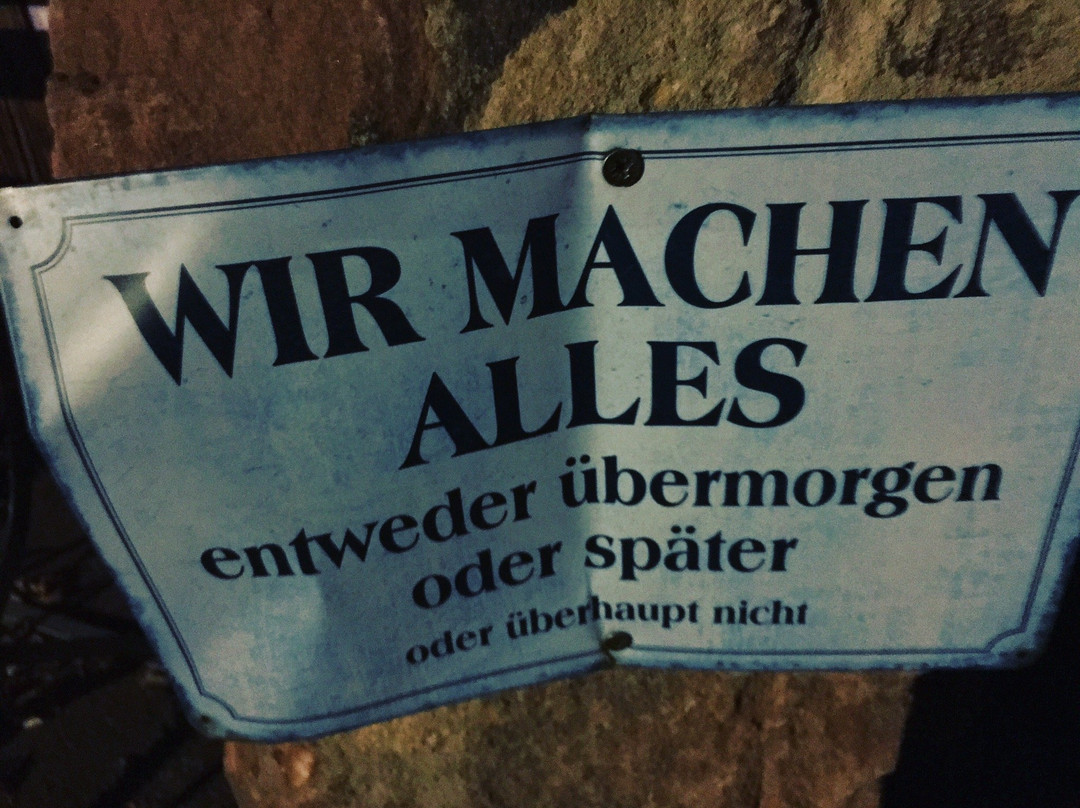 WIR MACHEN
ALLES
entweder übermorgen
oder später
oder überhaupt nicht